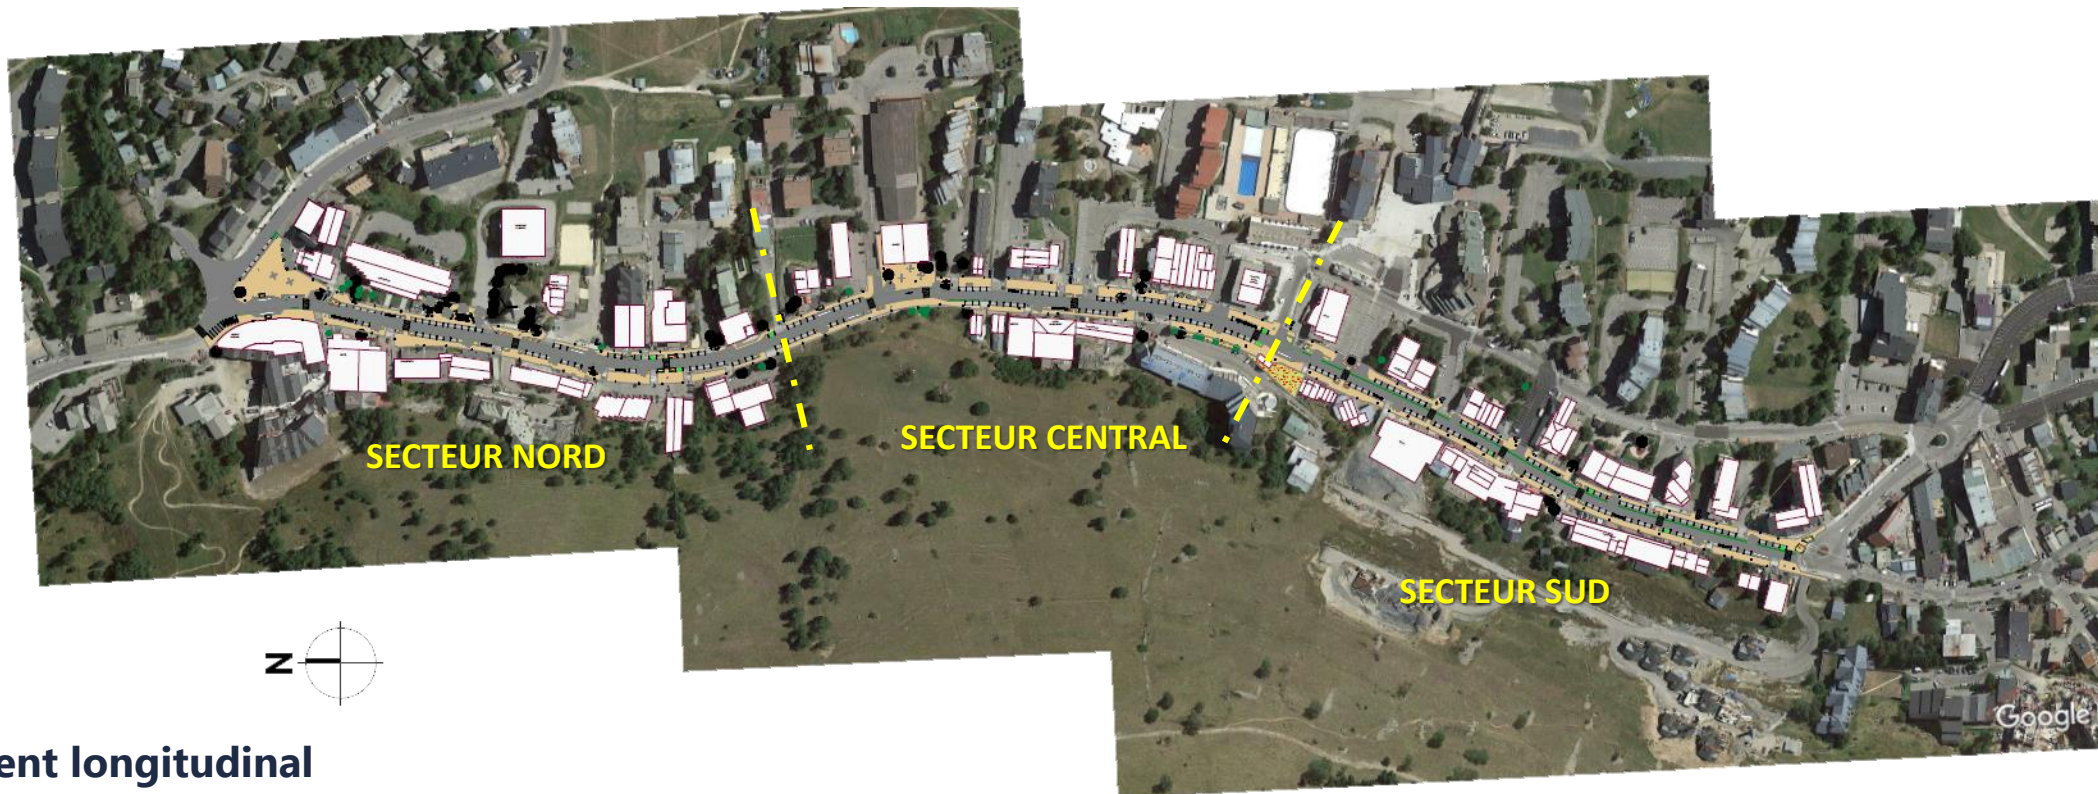 SECTEUR NORD
SECTEUR CENTRAL
SECTEUR SUD
N
Google
ent longitudinal